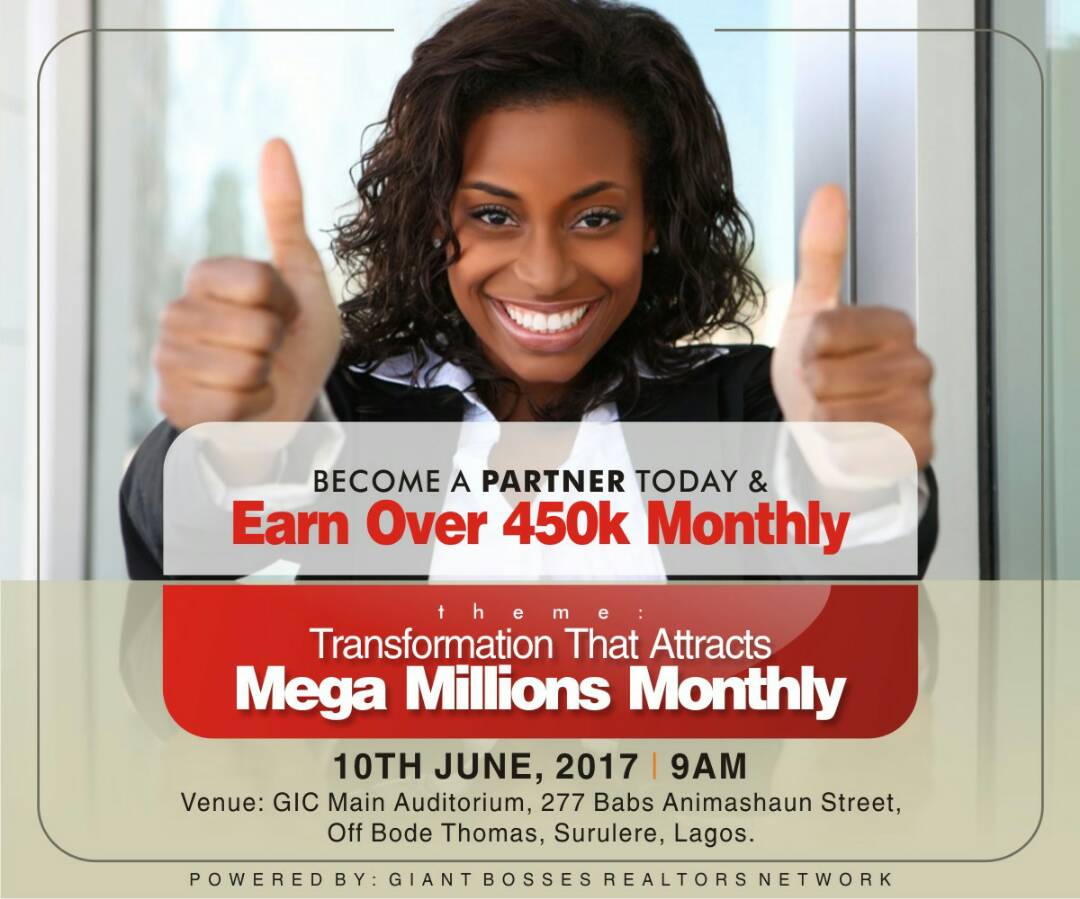 BECOME A PARTNER TODAY &
Earn Over 450k Monthly
theme:
Transformation That Attracts
Mega Millions Monthly
10TH JUNE, 2017 | 9AM
Venue: GIC Main Auditorium, 277 Babs Animashaun Street,
Off Bode Thomas, Surulere, Lagos.
POWERED BY: GIANT BOSSES REALTORS NETWORK